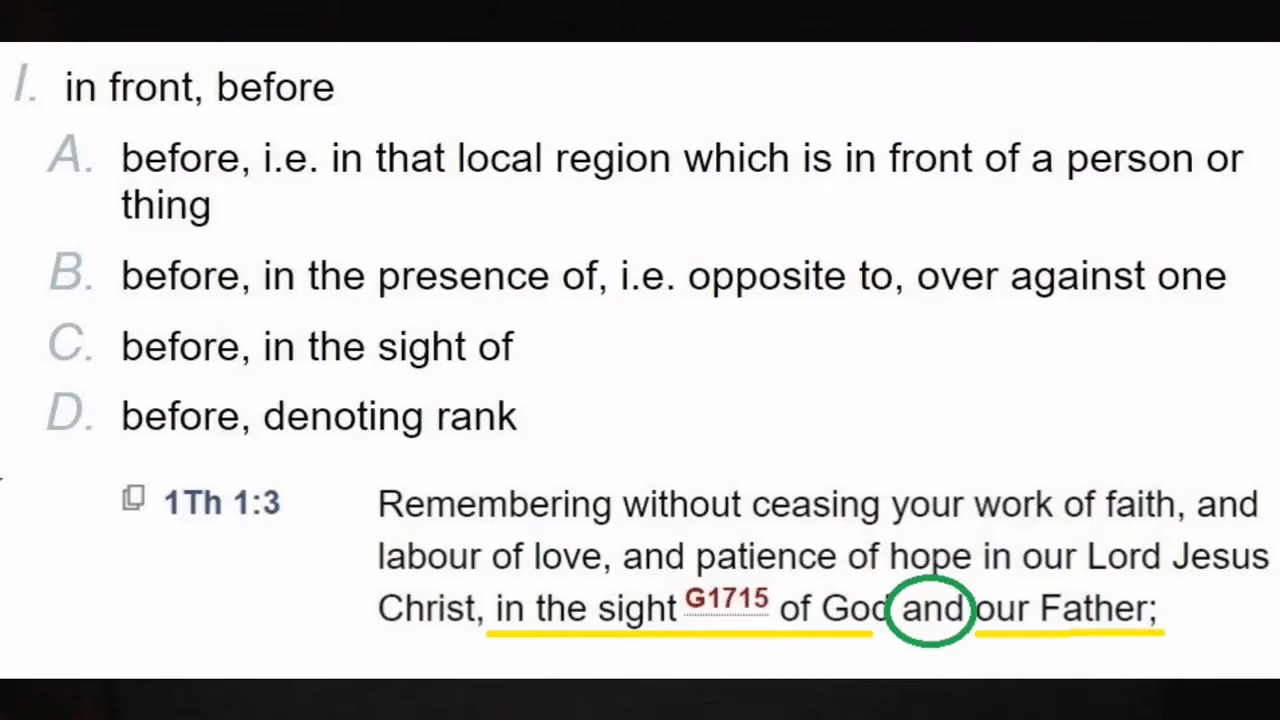 I. in front, before
A. before, i.e. in that local region which is in front of a person or
thing
B. before, in the presence of, i.e. opposite to, over against one
C. before, in the sight of
D. before, denoting rank
1Th 1:3 Remembering without ceasing your work of faith, and
labour of love, and patience of hope in our Lord Jesus
Christ, in the sight G1715 of God and our Father;